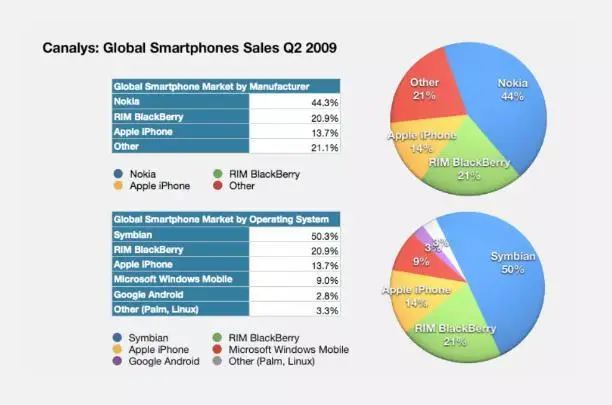 Canalys: Global Smartphones Sales Q2 2009
Global Smartphone Market by Manufacturer
Nokia 44.3%
RIM BlackBerry 20.9%
Apple iPhone 13.7%
Other 21.1%
Nokia RIM BlackBerry
Apple iPhone Other
Other
21%
Nokia
44%
Apple iPhone
14%
RIM BlackBerry
21%
Global Smartphone Market by Operating System
Symbian 50.3%
RIM BlackBerry 20.9%
Apple iPhone 13.7%
Microsoft Windows Mobile 9.0%
Google Android 2.8%
Other (Palm, Linux) 3.3%
Symbian RIM BlackBerry
Apple iPhone Microsoft Windows Mobile
Google Android Other (Palm, Linux)
3%
3%
9%
Symbian
50%
Apple iPhone
14%
RIM BlackBerry
21%